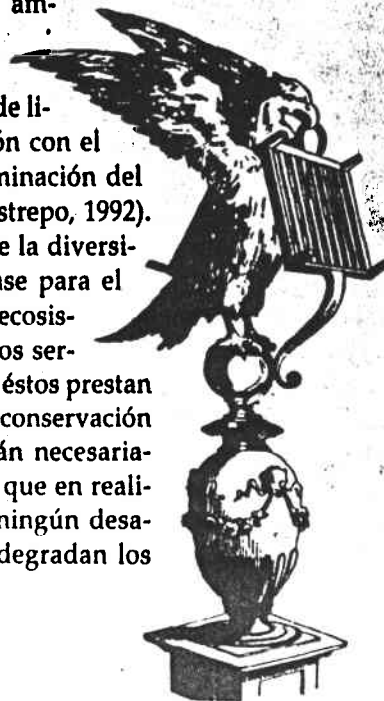 am-
de li-
ón con el
minación del
strepo, 1992).
e la diversi-
se para el
ecosis-
os ser-
éstos prestan
conservación
án necesaria-
que en reali-
ningún desa-
degradan los